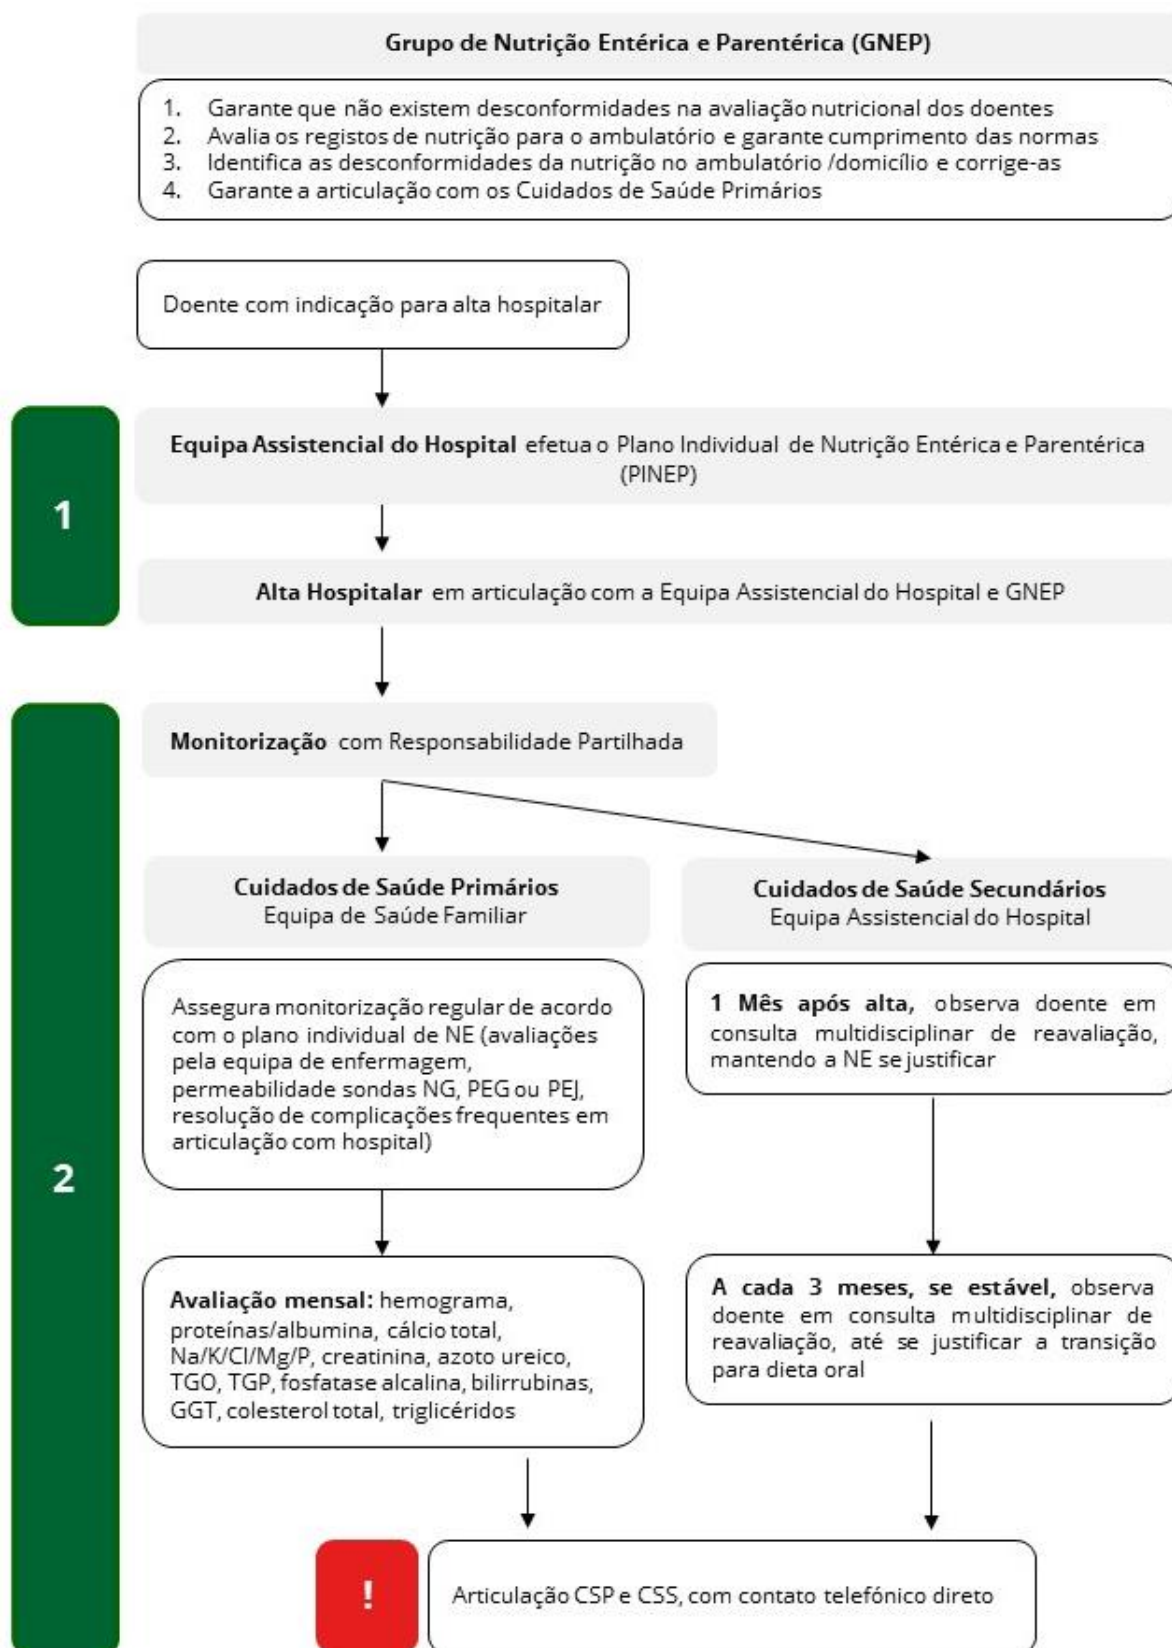 Grupo de Nutrição Entérica e Parentérica (GNEP)
1. Garante que não existem desconformidades na avaliação nutricional dos doentes
2. Avalia os registos de nutrição para o ambulatório e garante cumprimento das normas
3. Identifica as desconformidades da nutrição no ambulatório /domicílio e corrige-as
4. Garante a articulação com os Cuidados de Saúde Primários
Doente com indicação para alta hospitalar
1
Equipa Assistencial do Hospital efetua o Plano Individual de Nutrição Entérica e Parentérica
(PINEP)
Alta Hospitalar em articulação com a Equipa Assistencial do Hospital e GNEP
2
Monitorização com Responsabilidade Partilhada
Cuidados de Saúde Primários
Equipa de Saúde Familiar
Assegura monitorização regular de acordo
com o plano individual de NE (avaliações
pela equipa de enfermagem,
permeabilidade sondas NG, PEG ou PEJ,
resolução de complicações frequentes em
articulação com hospital)
Avaliação mensal: hemograma,
proteínas/albumina, cálcio total,
Na/K/Cl/Mg/P, creatinina, azoto ureico,
TGO, TGP, fosfatase alcalina, bilirrubinas,
GGT, colesterol total, triglicéridos
Cuidados de Saúde Secundários
Equipa Assistencial do Hospital
1 Mês após alta, observa doente em
consulta multidisciplinar de reavaliação,
mantendo a NE se justificar
A cada 3 meses, se estável, observa
doente em consulta multidisciplinar de
reavaliação, até se justificar a transição
para dieta oral
!
Articulação CSP e CSS, com contato telefónico direto